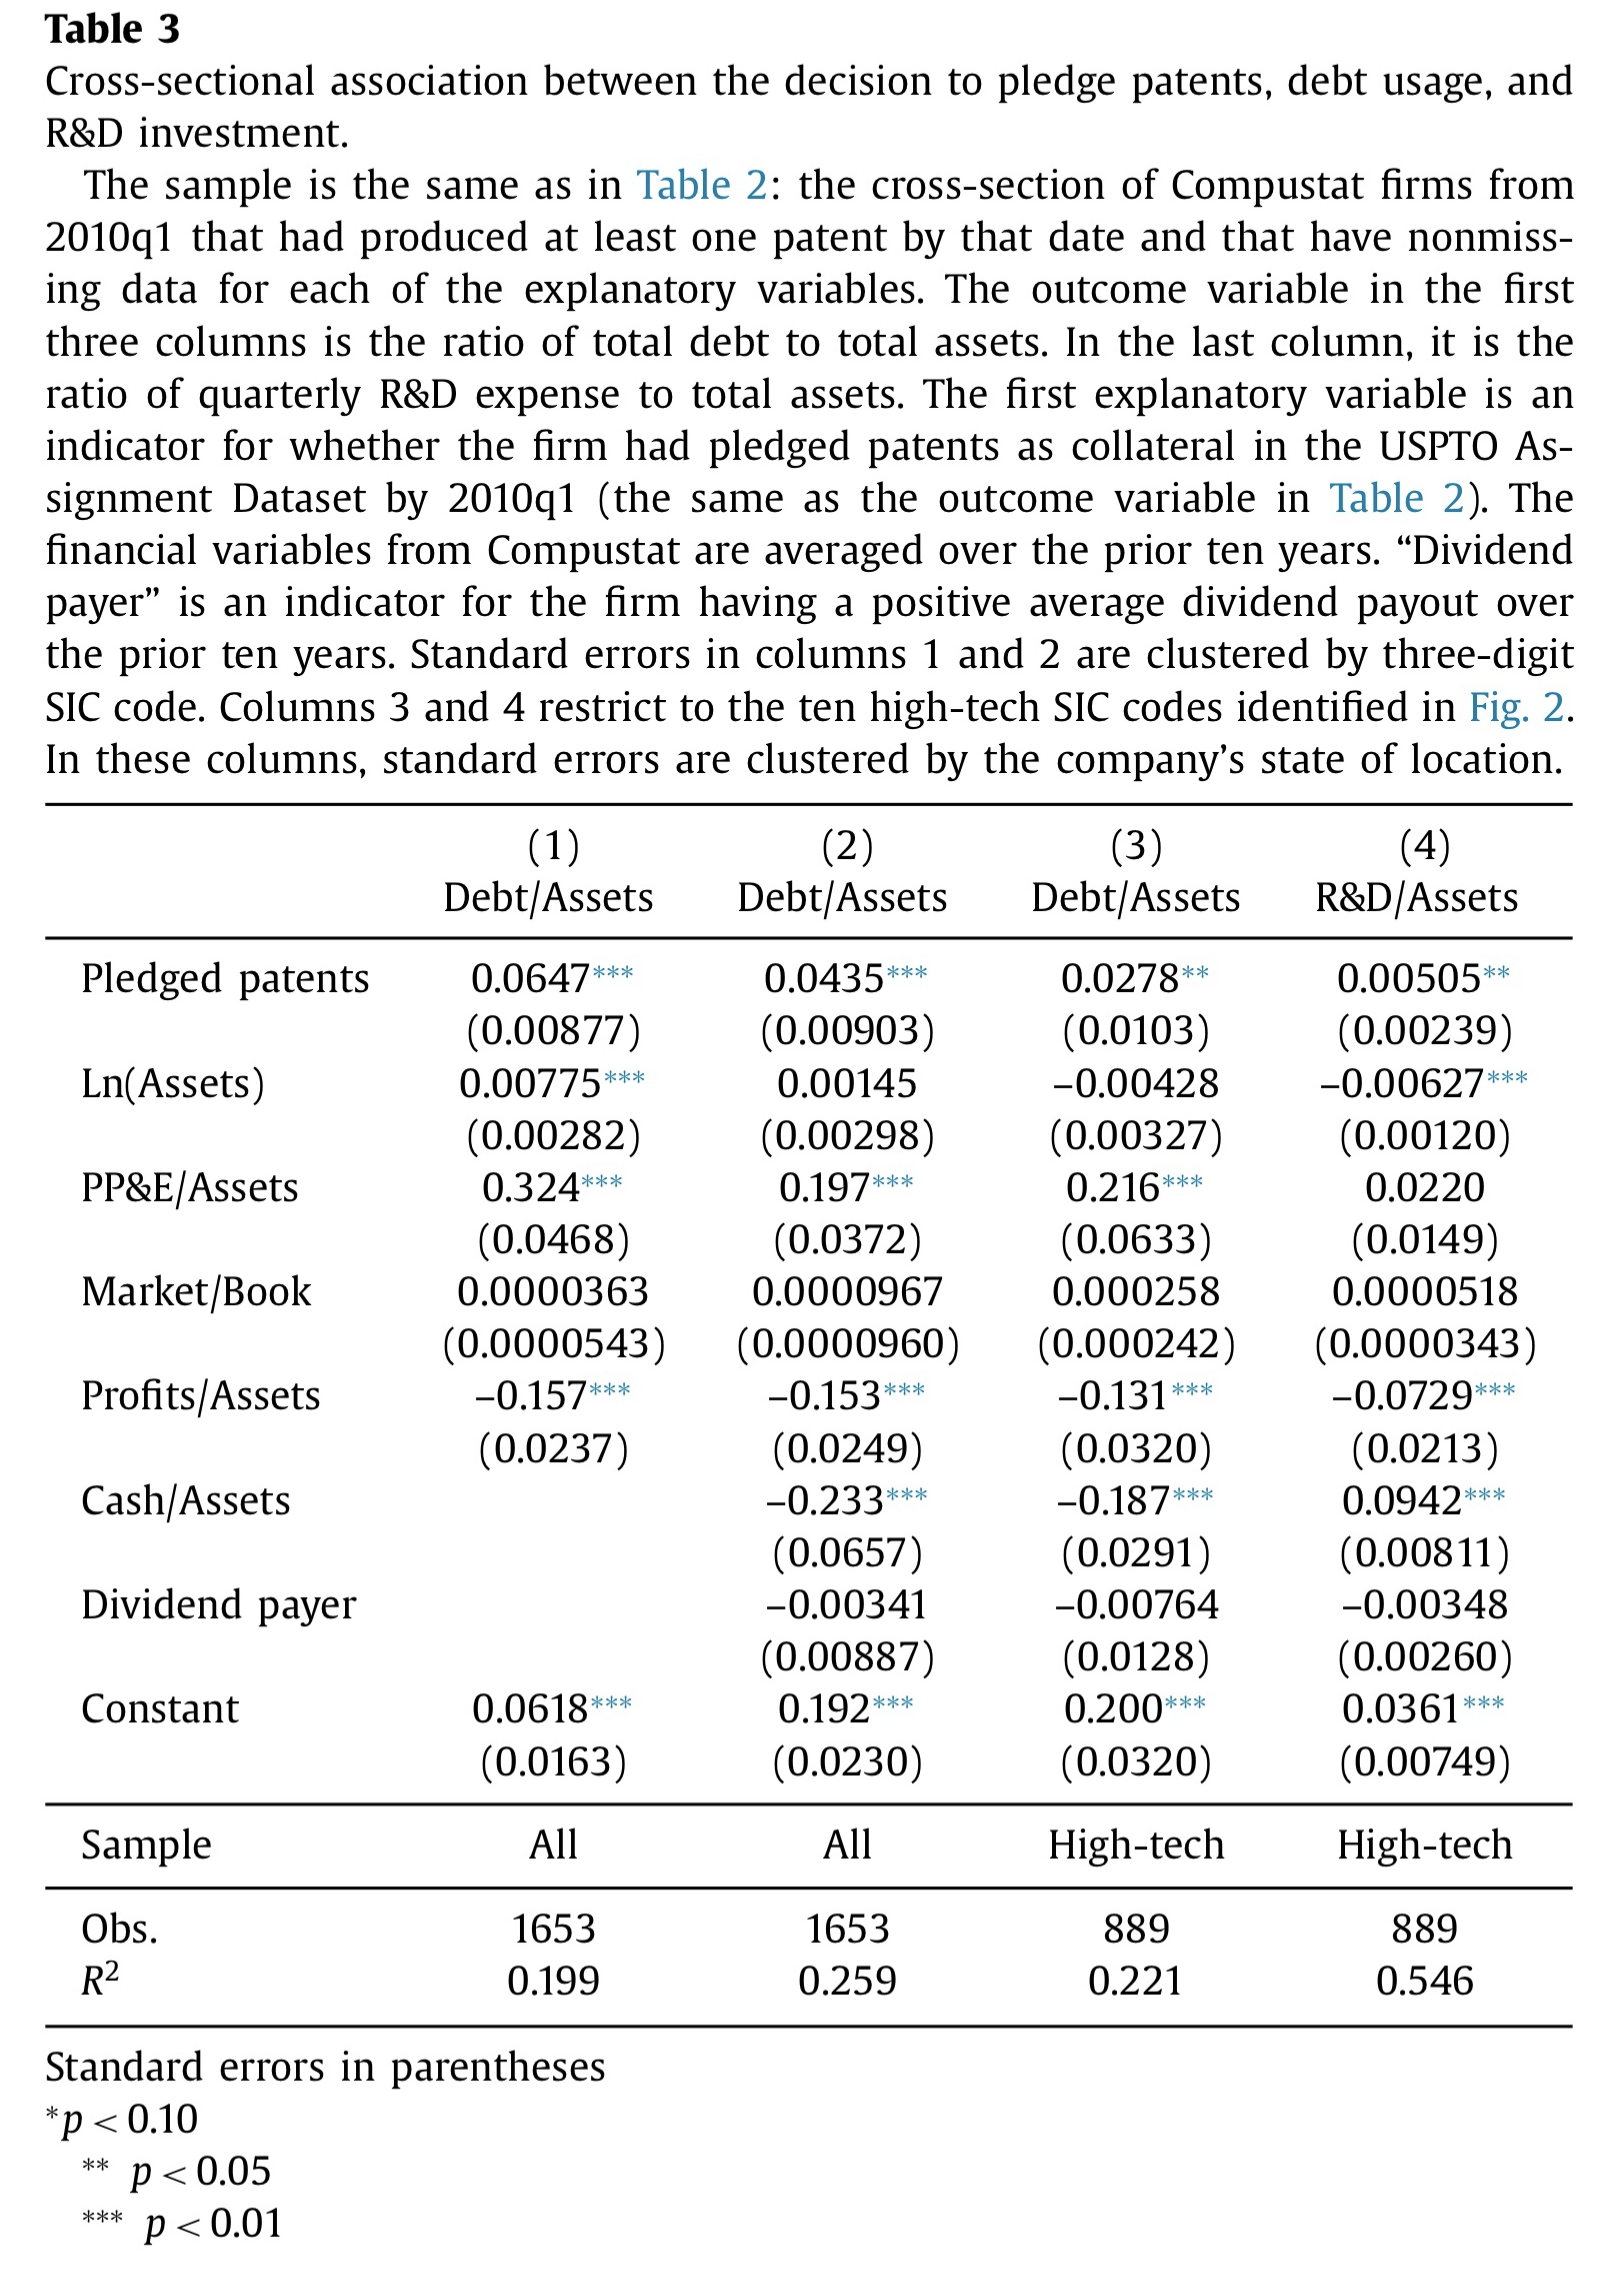 Table 3
Cross-sectional association between the decision to pledge patents, debt usage, and
R&D investment.
The sample is the same as in Table 2: the cross-section of Compustat firms from
2010q1 that had produced at least one patent by that date and that have nonmiss-
ing data for each of the explanatory variables. The outcome variable in the first
three columns is the ratio of total debt to total assets. In the last column, it is the
ratio of quarterly R&D expense to total assets. The first explanatory variable is an
indicator for whether the firm had pledged patents as collateral in the USPTO As-
signment Dataset by 2010q1 (the same as the outcome variable in Table 2). The
financial variables from Compustat are averaged over the prior ten years. “Dividend
payer” is an indicator for the firm having a positive average dividend payout over
the prior ten years. Standard errors in columns 1 and 2 are clustered by three-digit
SIC code. Columns 3 and 4 restrict to the ten high-tech SIC codes identified in Fig. 2.
In these columns, standard errors are clustered by the company’s state of location.
(1) (2) (3) (4)
Debt/Assets Debt/Assets Debt/Assets R&D/Assets
Pledged patents 0.0647*** 0.0435*** 0.0278** 0.00505**
(0.00877) (0.00903) (0.0103) (0.00239)
Ln(Assets) 0.00775*** 0.00145 –0.00428 –0.00627***
(0.00282) (0.00298) (0.00327) (0.00120)
PP&E/Assets 0.324*** 0.197*** 0.216*** 0.0220
(0.0468) (0.0372) (0.0633) (0.0149)
Market/Book 0.0000363 0.0000967 0.000258 0.0000518
(0.0000543) (0.0000960) (0.000242) (0.0000343)
Profits/Assets –0.157*** –0.153*** –0.131*** –0.0729***
(0.0237) (0.0249) (0.0320) (0.0213)
Cash/Assets –0.233*** –0.187*** 0.0942***
(0.0657) (0.0291) (0.00811)
Dividend payer –0.00341 –0.00764 –0.00348
(0.00887) (0.0128) (0.00260)
Constant 0.0618*** 0.192*** 0.200*** 0.0361***
(0.0163) (0.0230) (0.0320) (0.00749)
Sample All All High-tech High-tech
Obs. 1653 1653 889 889
R² 0.199 0.259 0.221 0.546
Standard errors in parentheses
*p < 0.10
** p < 0.05
*** p < 0.01